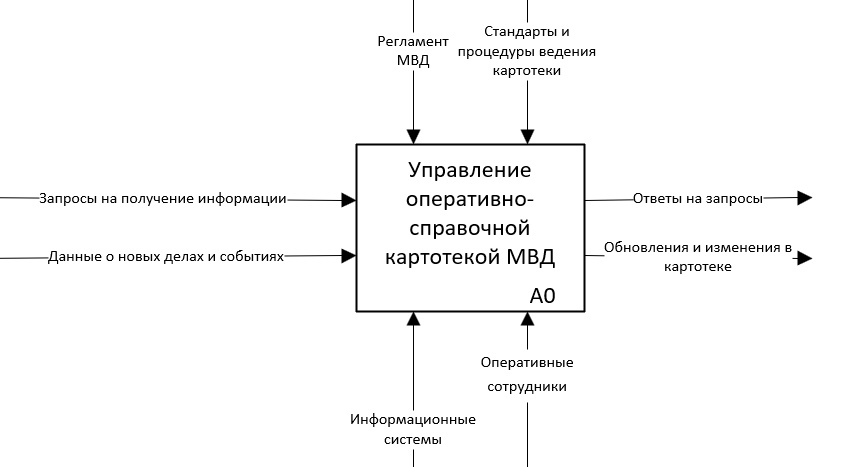 Регламент
МВД
Стандарты и
процедуры ведения
картотеки
Запросы на получение информации
Данные о новых делах и событиях
Управление
оперативно-
справочной
картотекой МВД
А0
Ответы на запросы
Обновления и изменения в
картотеке
Информационные
системы
Оперативные
сотрудники